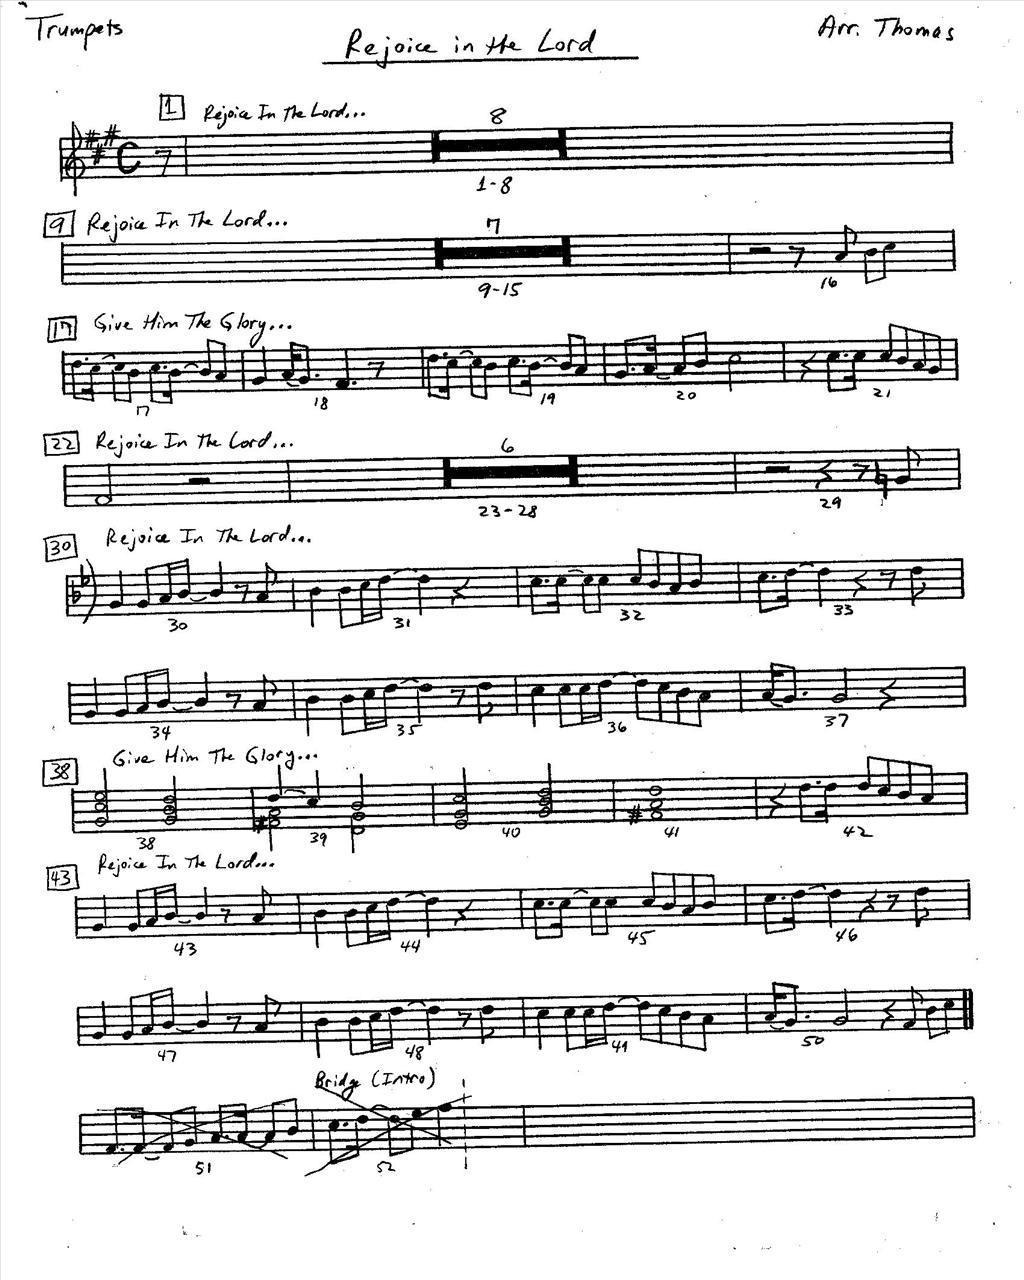 Trumpets
Rejoice in the Lord
Arr. Thomas
1 Rejoice In The Lord...
8
1-8
9 Rejoice In The Lord...
7
9-15
16
17 Give Him The Glory...
17 18 19 20 21
22 Rejoice In The Lord...
6
23-28
29
30 Rejoice In The Lord...
30 31 32 33
34 35 36 37
38 Give Him The Glory...
38 39 40 41 42
43 Rejoice In The Lord...
43 44 45 46
47 48 49 50
Bridge (Intro)
51 52